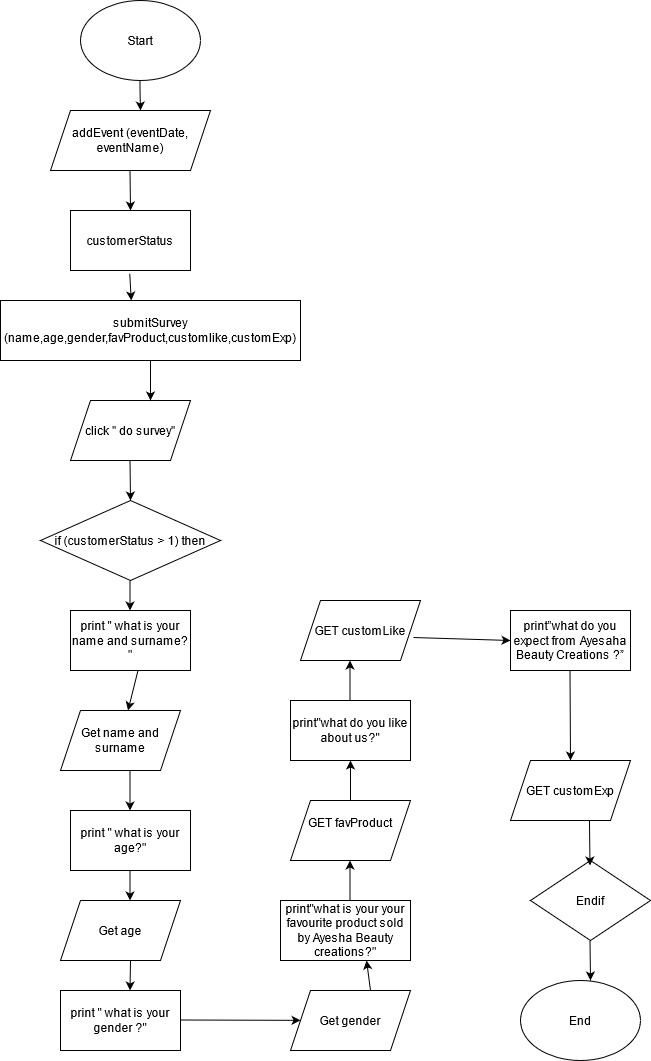 Start
addEvent (eventDate,
eventName)
customerStatus
submitSurvey
(name,age,gender,favProduct,customlike,customExp)
click " do survey"
if (customerStatus > 1) then
print " what is your
name and surname?
"
Get name and
surname
print " what is your
age?"
Get age
print " what is your
gender ?"
Get gender
print"what is your your
favourite product sold
by Ayesha Beauty
creations?"
GET favProduct
print"what do you like
about us?"
GET customLike
print"what do you
expect from Ayesaha
Beauty Creations ?”
GET customExp
Endif
End